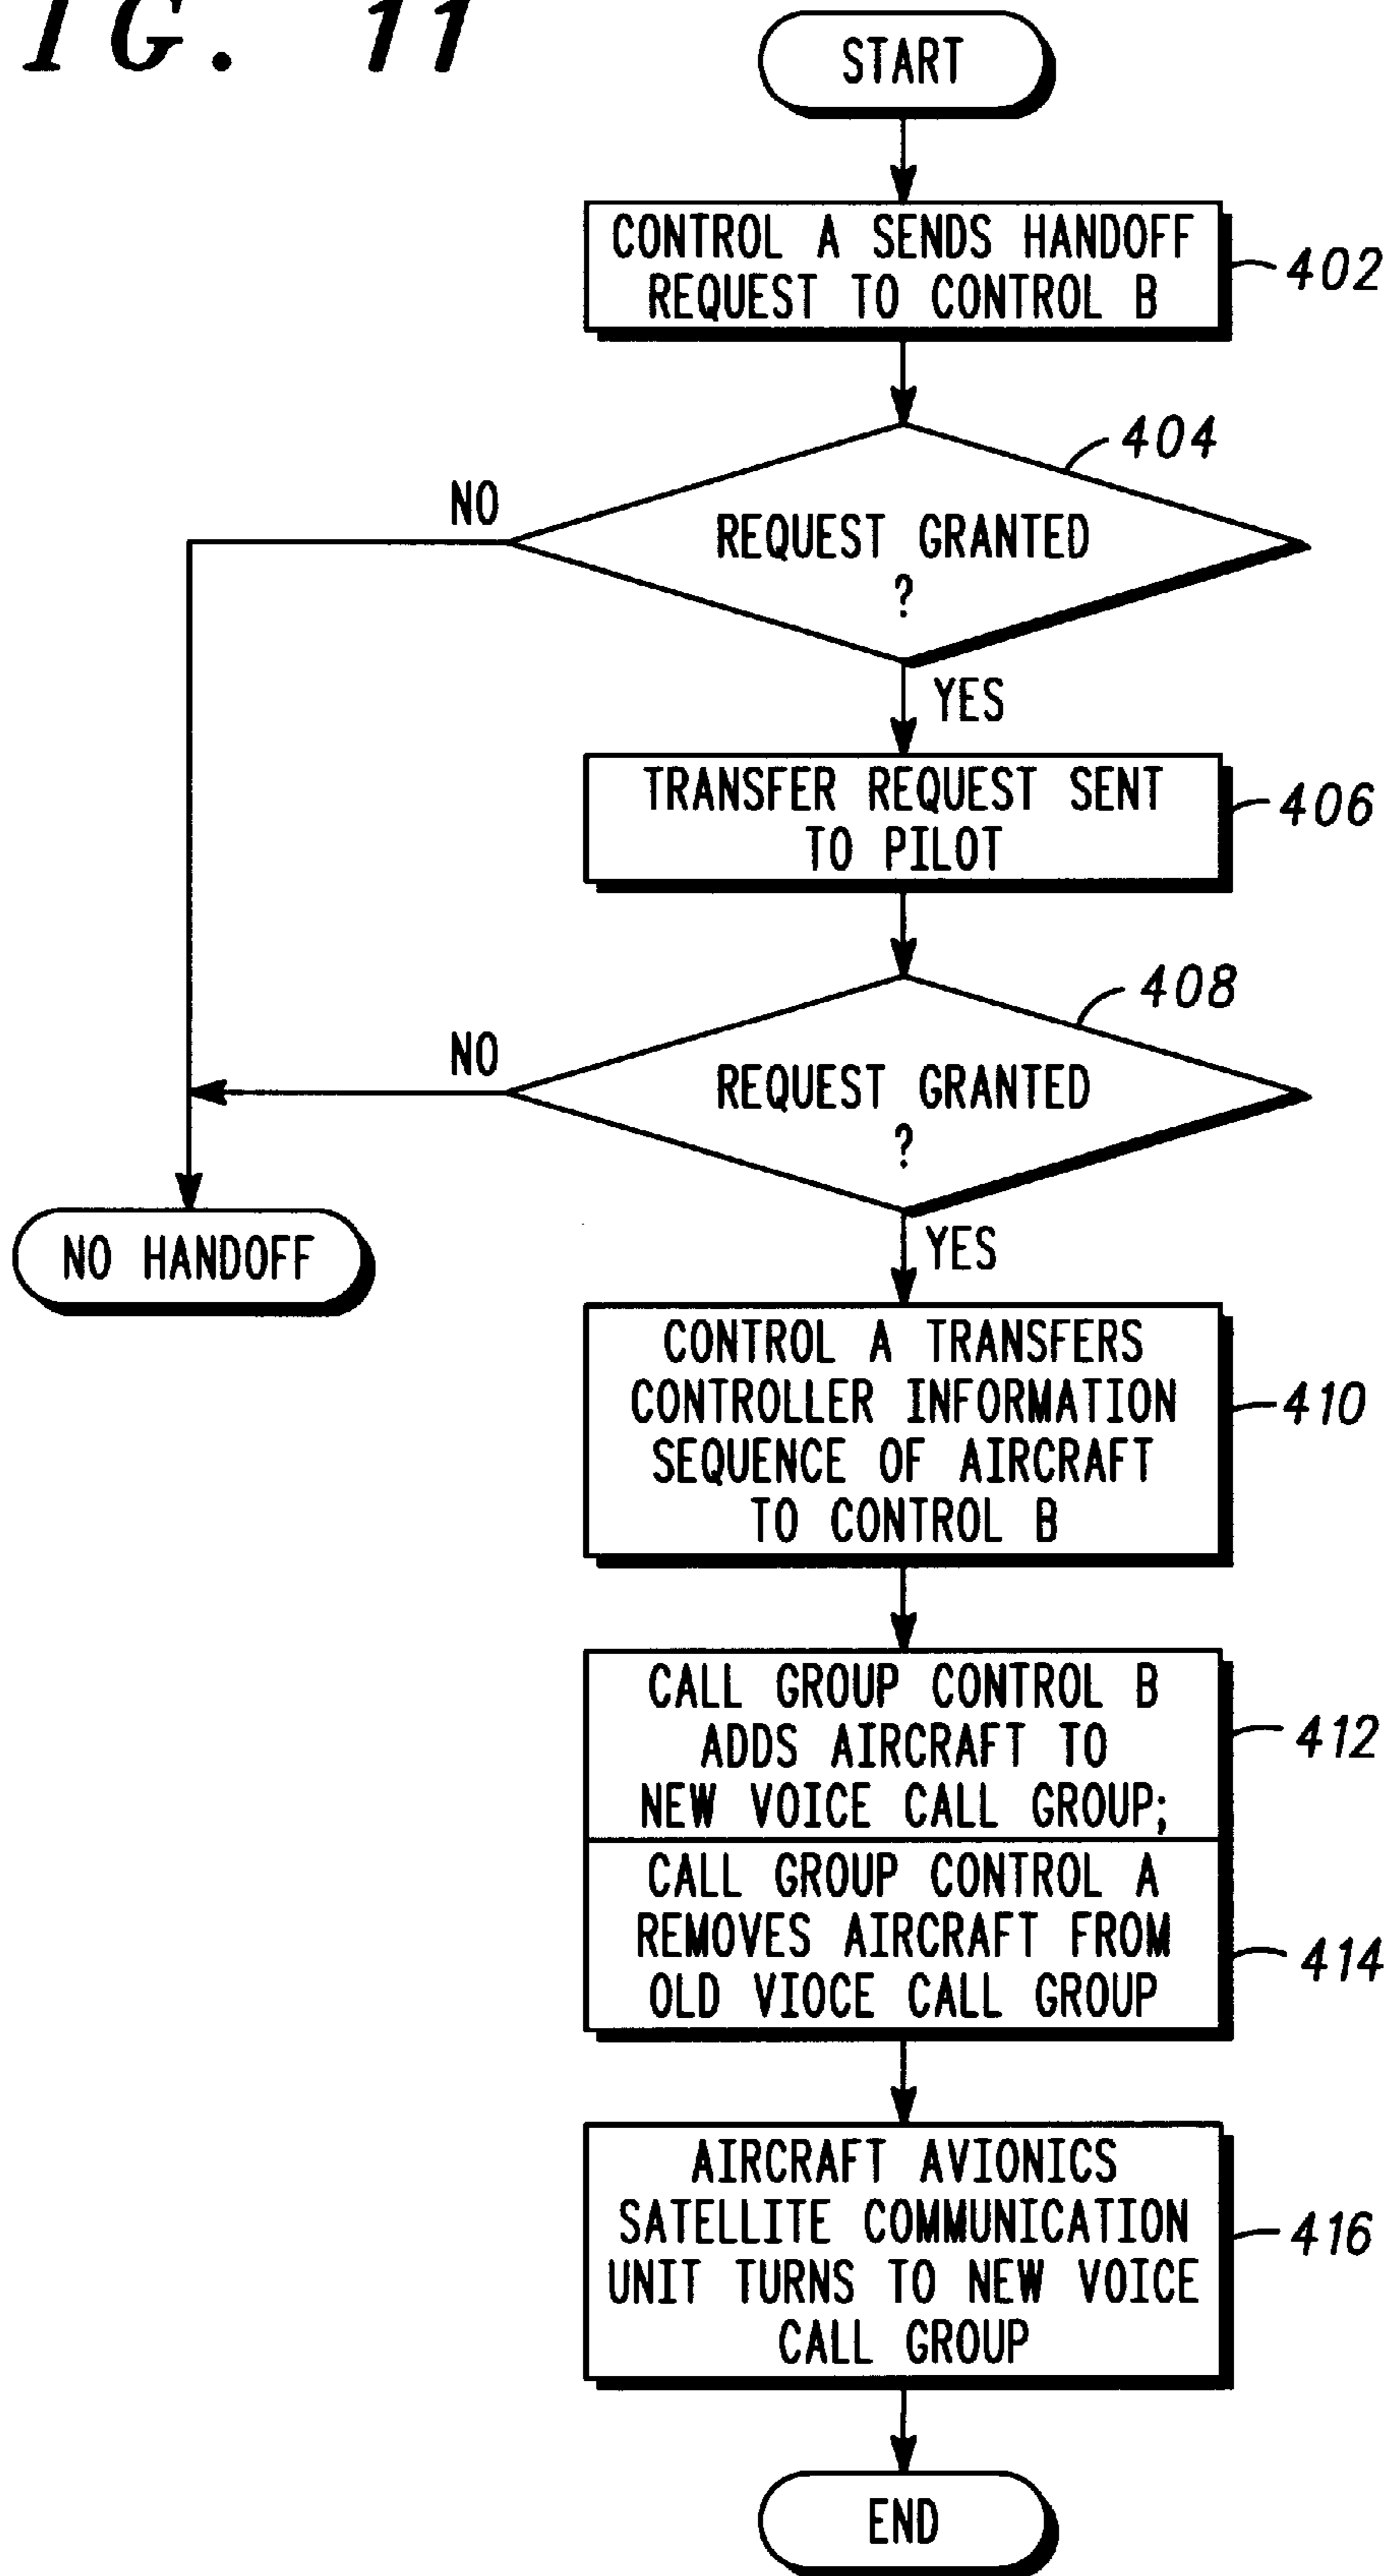 IG. 11
START
CONTROL A SENDS HANDOFF
REQUEST TO CONTROL B
402
404
NO
REQUEST GRANTED
?
YES
TRANSFER REQUEST SENT
TO PILOT
406
408
NO
REQUEST GRANTED
?
NO HANDOFF
YES
CONTROL A TRANSFERS
CONTROLLER INFORMATION
SEQUENCE OF AIRCRAFT
TO CONTROL B
410
CALL GROUP CONTROL B
ADDS AIRCRAFT TO
NEW VOICE CALL GROUP;
412
CALL GROUP CONTROL A
REMOVES AIRCRAFT FROM
OLD VIOCE CALL GROUP
414
AIRCRAFT AVIONICS
SATELLITE COMMUNICATION
UNIT TURNS TO NEW VOICE
CALL GROUP
416
END